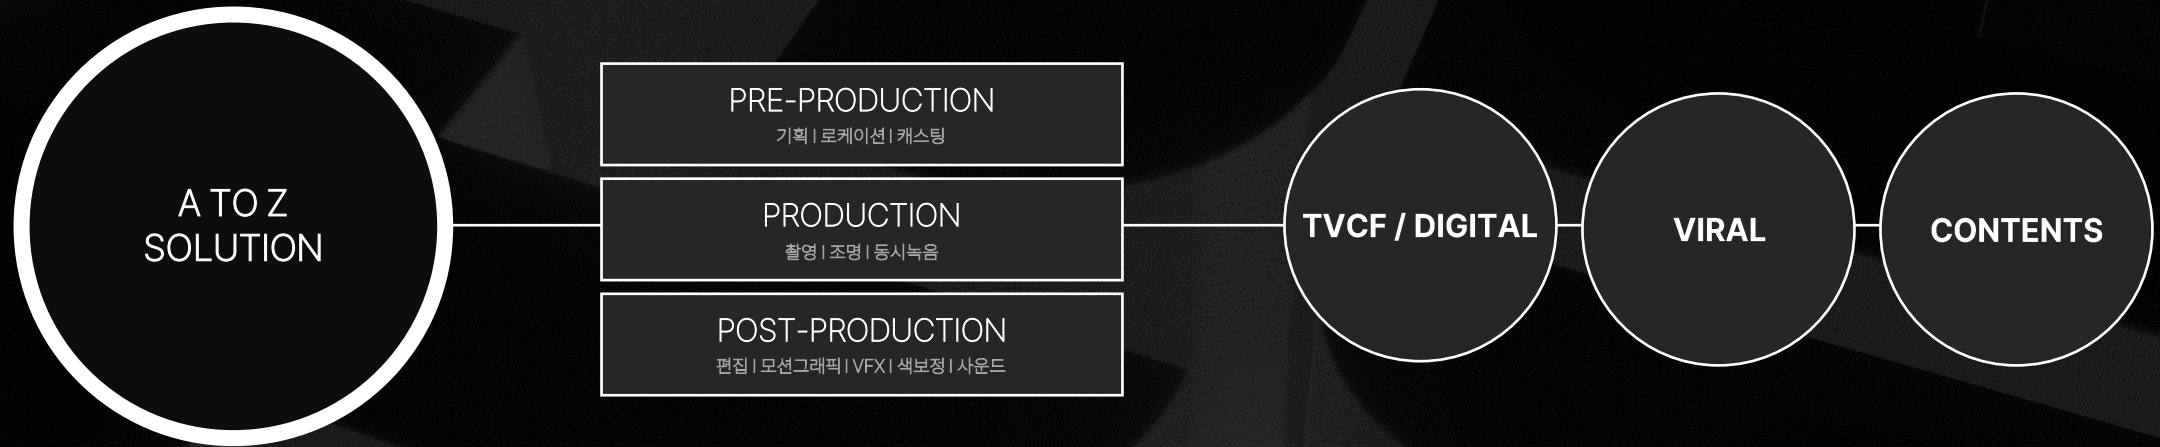 A TO Z
SOLUTION
PRE-PRODUCTION
기획 | 로케이션 | 캐스팅
PRODUCTION
촬영 | 조명 | 동시녹음
POST-PRODUCTION
편집 | 모션그래픽 | VFX | 색보정 | 사운드
TVCF / DIGITAL
VIRAL
CONTENTS